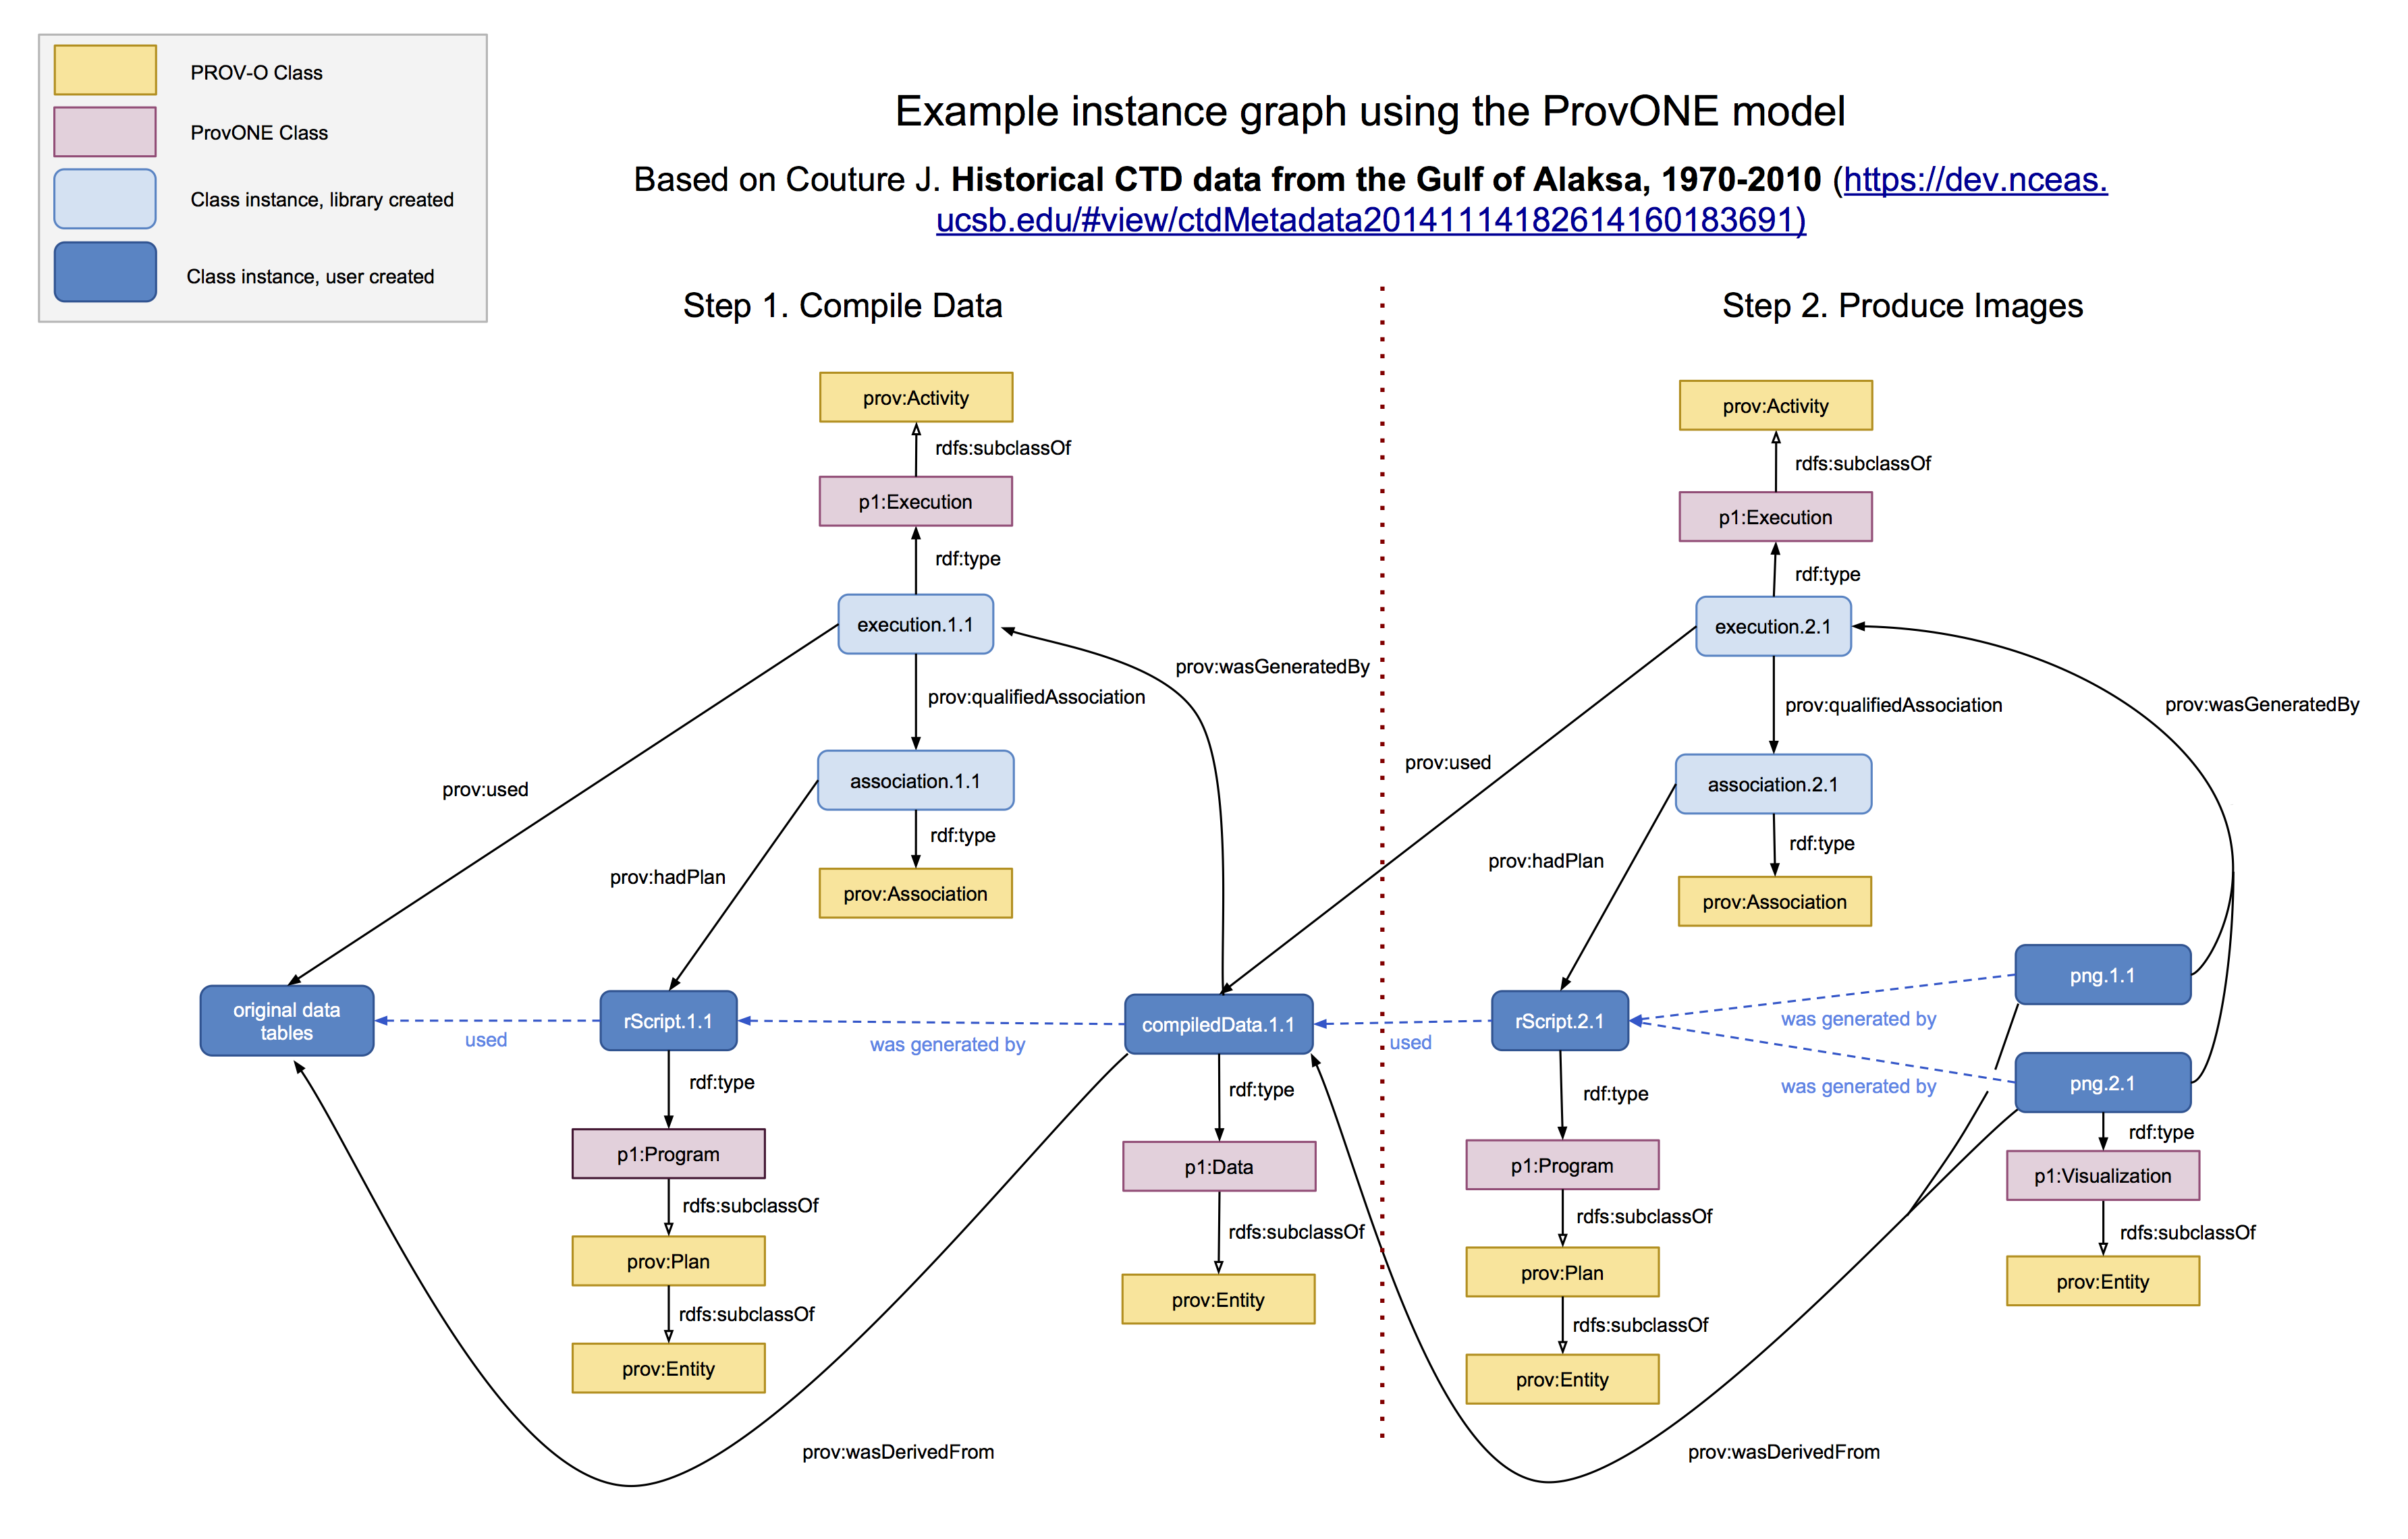 PROV-O Class
ProvONE Class
Class instance, library created
Class instance, user created
Example instance graph using the ProvONE model
Based on Couture J. Historical CTD data from the Gulf of Alaksa, 1970-2010 (https://dev.nceas.
ucsb.edu/#view/ctdMetadata20141114182614160183691)
Step 1. Compile Data
Step 2. Produce Images
prov:Activity
rdfs:subclassOf
p1:Execution
rdf:type
execution.1.1
prov:wasGeneratedBy
prov:qualifiedAssociation
prov:used
association.1.1
rdf:type
prov:hadPlan
prov:Association
original data
tables
used
rScript.1.1
was generated by
compiledData.1.1
rdf:type
p1:Program
rdfs:subclassOf
prov:Plan
rdfs:subclassOf
prov:Entity
rdf:type
p1:Data
rdfs:subclassOf
prov:Entity
prov:wasDerivedFrom
prov:Activity
rdfs:subclassOf
p1:Execution
rdf:type
execution.2.1
prov:wasGeneratedBy
prov:qualifiedAssociation
prov:used
association.2.1
rdf:type
prov:hadPlan
prov:Association
used
rScript.2.1
png.1.1
was generated by
png.2.1
was generated by
rdf:type
p1:Program
rdfs:subclassOf
prov:Plan
rdfs:subclassOf
prov:Entity
rdf:type
p1:Visualization
rdfs:subclassOf
prov:Entity
prov:wasDerivedFrom